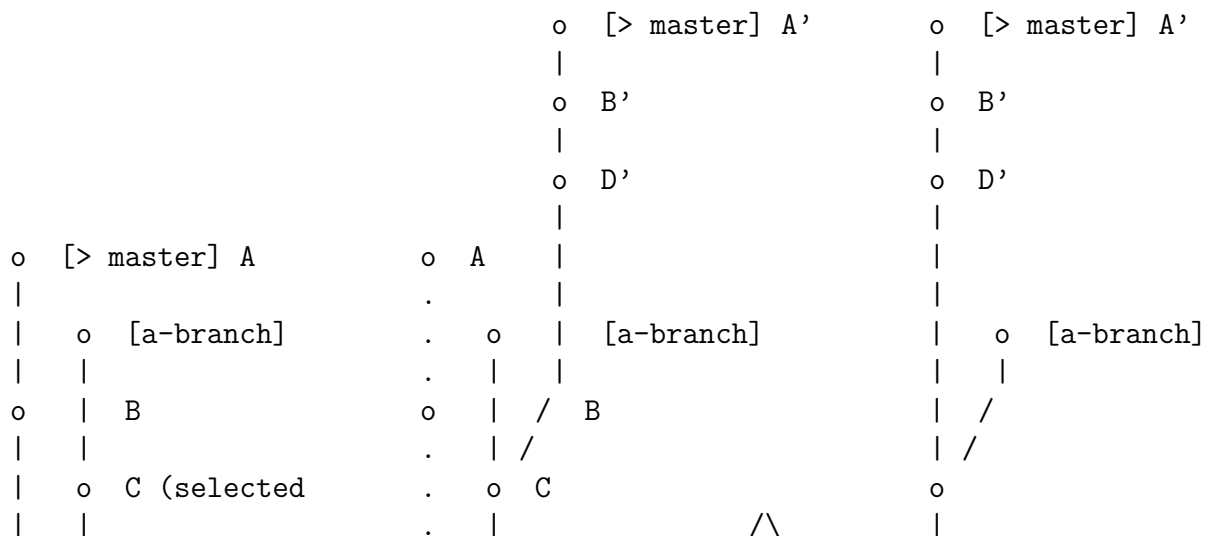 o  [> master] A’        o  [> master] A’
                                 |                       |
                                 o  B’                   o  B’
                                 |                       |
                                 o  D’                   o  D’
                                 |                       |
o  [> master] A          o  A    |                       |
|                        .       |                       |
|   o  [a-branch]        .   o   |  [a-branch]           |   o  [a-branch]
|   |                    .   |   |                       |   |
o   |  B                 o   |  /  B                     |  /
|   |                    .   | /                         | /
|   o  C (selected       .   o  C                        o
|   |                    .   |               /\          |